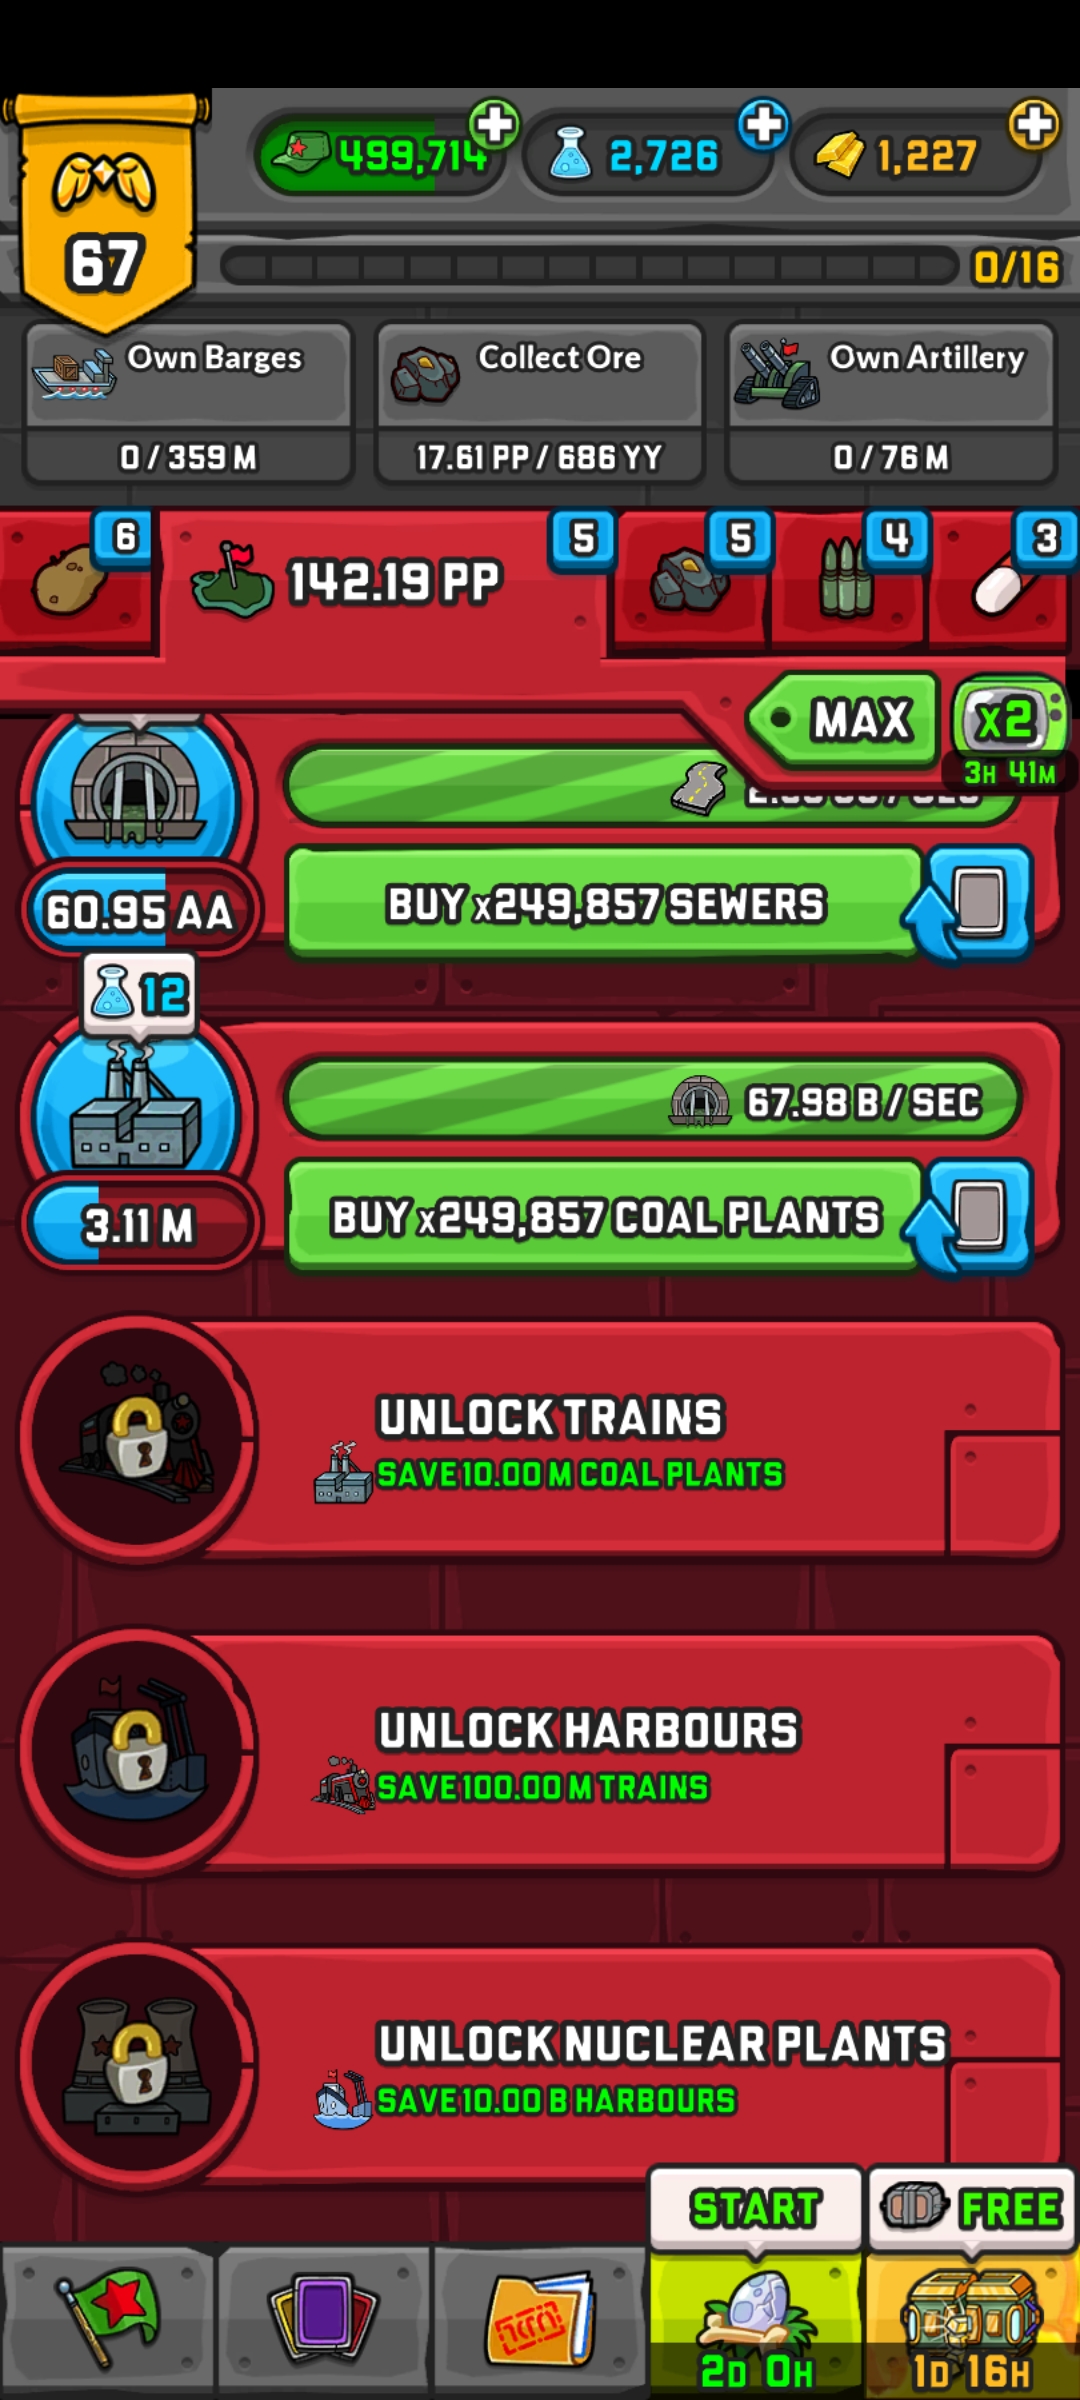 499,714
2,726
1,227
67
0/16
Own Barges
0 / 359 M
Collect Ore
17.61 PP / 686 YY
Own Artillery
0 / 76 M
6
142.19 PP
5
5
4
3
MAX
x2
3H 41M
60.95 AA
BUY x249,857 SEWERS
12
67.98 B / SEC
3.11 M
BUY x249,857 COAL PLANTS
UNLOCK TRAINS
SAVE 10.00 M COAL PLANTS
UNLOCK HARBOURS
SAVE 100.00 M TRAINS
UNLOCK NUCLEAR PLANTS
SAVE 10.00 B HARBOURS
START
FREE
2D 0H
1D 16H